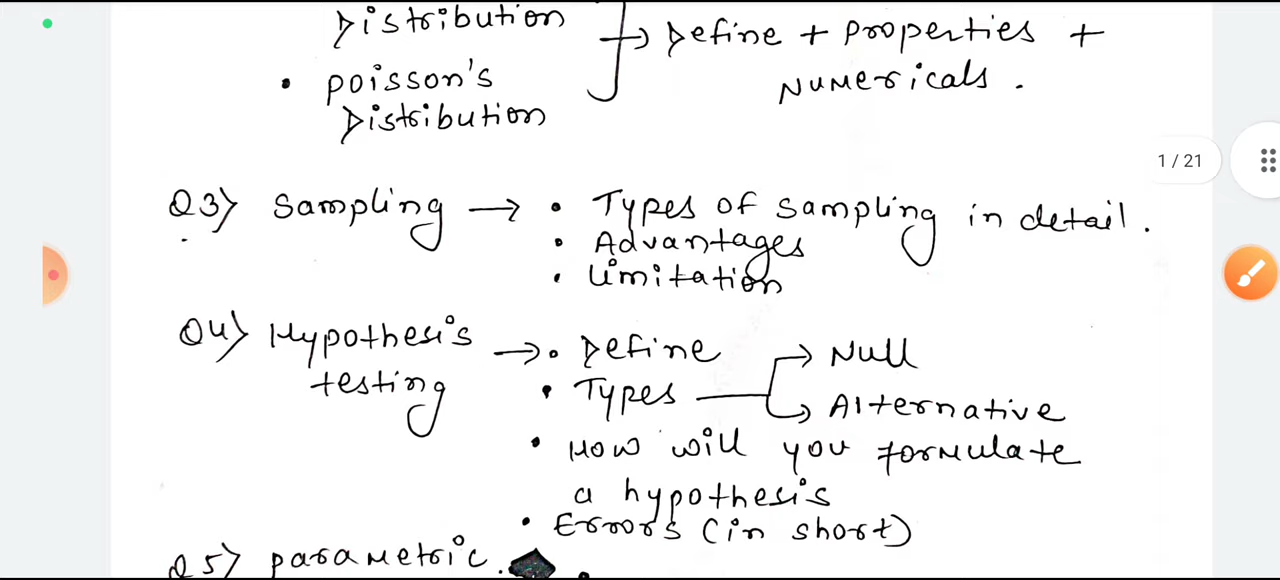 Distribution
→ Define + Properties +
Numericals.
• Poisson's
Distribution
1 / 21
Q3) Sampling → • Types of sampling in detail.
• Advantages
• Limitation
Q4) Hypothesis
testing
→ • Define
• Types → Null
→ Alternative
• How will you formulate
a hypothesis
• Errors (in short)
Q5) Parametric.